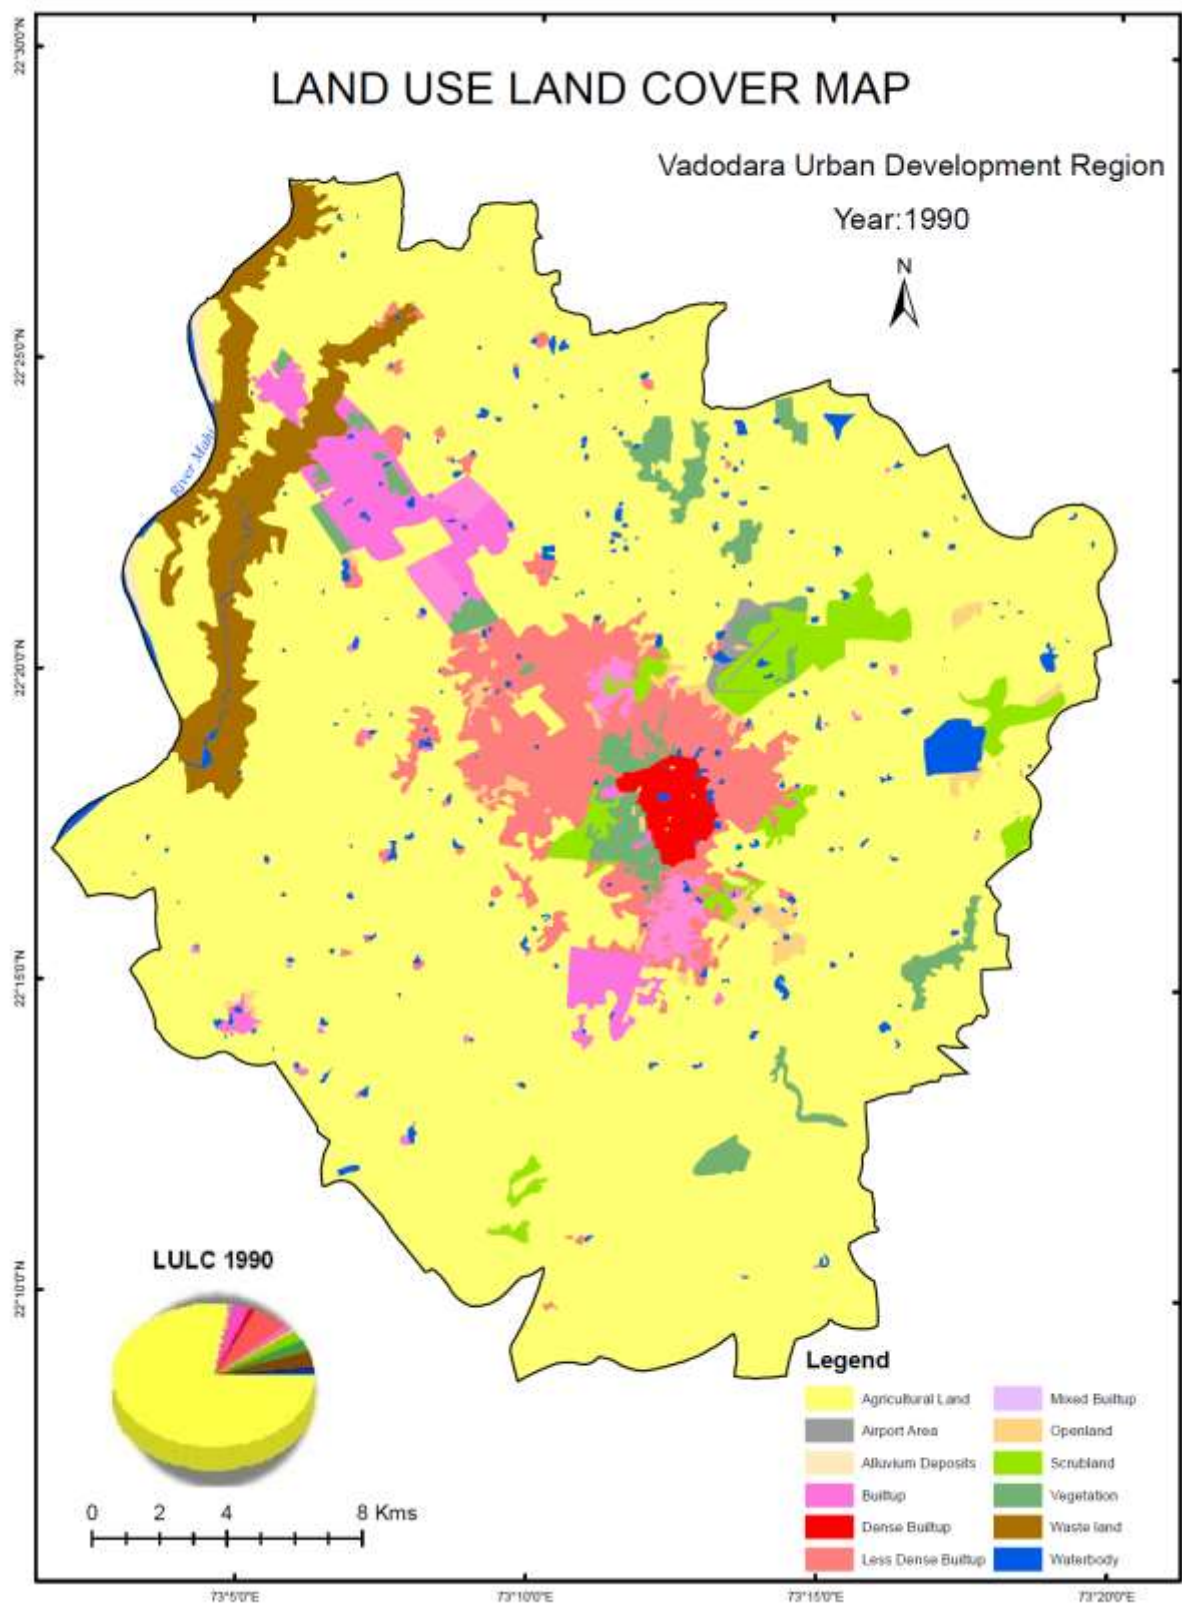 LAND USE LAND COVER MAP
Vadodara Urban Development Region
Year:1990
N
22°30'0"N
22°25'0"N
22°20'0"N
22°15'0"N
22°10'0"N
River Mahi
LULC 1990
0 2 4 8 Kms
Legend
Agricultural Land
Airport Area
Alluvium Deposits
Builtup
Dense Builtup
Less Dense Builtup
Mixed Builtup
Openland
Scrubland
Vegetation
Waste land
Waterbody
73°5'0"E 73°10'0"E 73°15'0"E 73°20'0"E